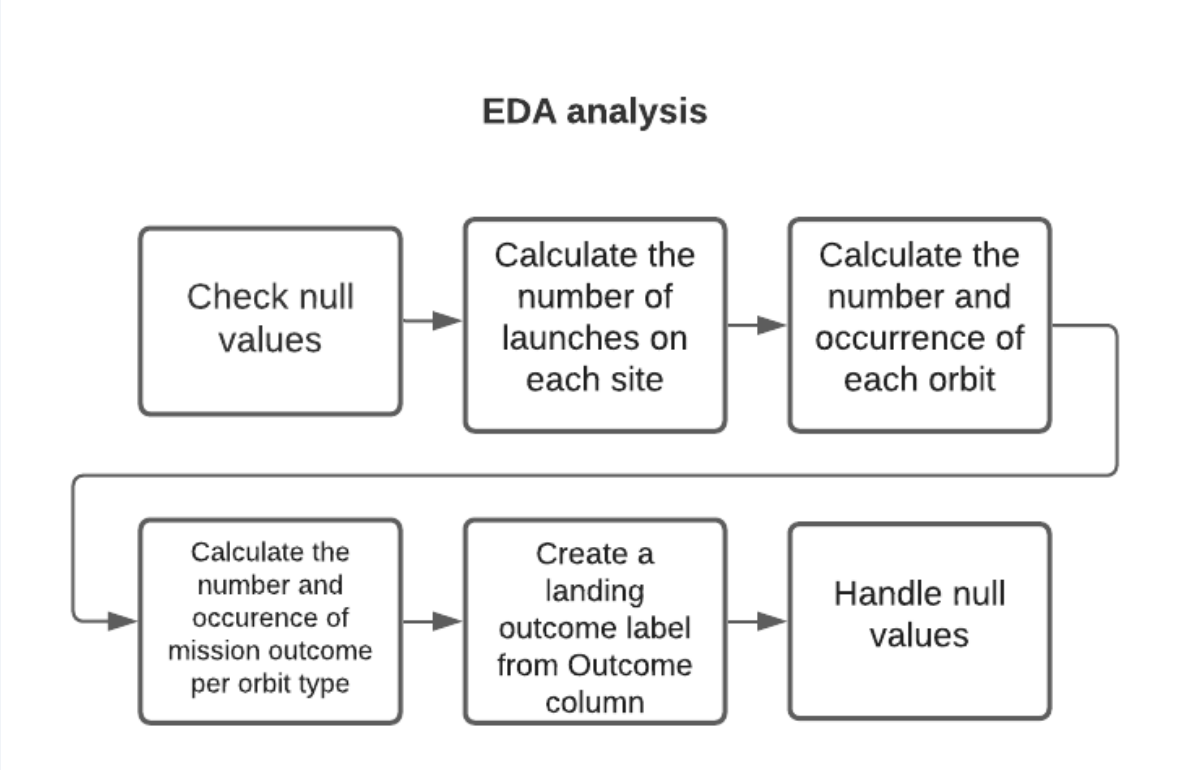 EDA analysis
Check null
values
Calculate the
number of
launches on
each site
Calculate the
number and
occurrence of
each orbit
Calculate the
number and
occurence of
mission outcome
per orbit type
Create a
landing
outcome label
from Outcome
column
Handle null
values